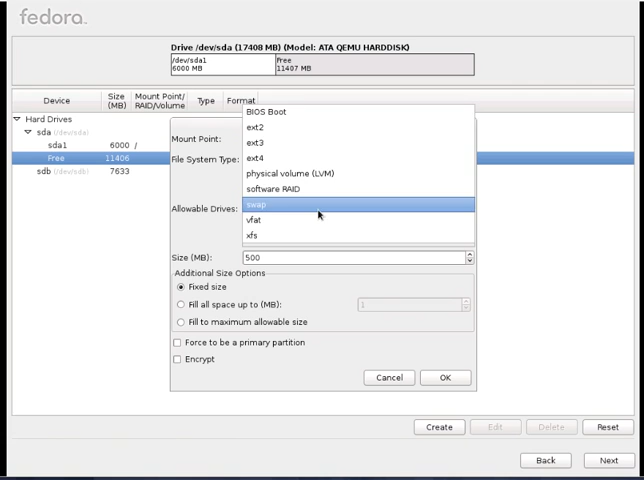 fedora.
Drive /dev/sda (17408 MB) (Model: ATA QEMU HARDDISK)
/dev/sda1
6000 MB
Free
11407 MB
Device
Size
(MB)
Mount Point/
RAID/Volume
Type
Format
Hard Drives
sda (/dev/sda)
sda1 6000 /
Free 11406
sdb (/dev/sdb) 7633
Mount Point:
File System Type:
Allowable Drives:
BIOS Boot
ext2
ext3
ext4
physical volume (LVM)
software RAID
swap
vfat
xfs
Size (MB): 500
Additional Size Options
Fixed size
Fill all space up to (MB): 1
Fill to maximum allowable size
Force to be a primary partition
Encrypt
Cancel OK
Create Edit Delete Reset
Back Next